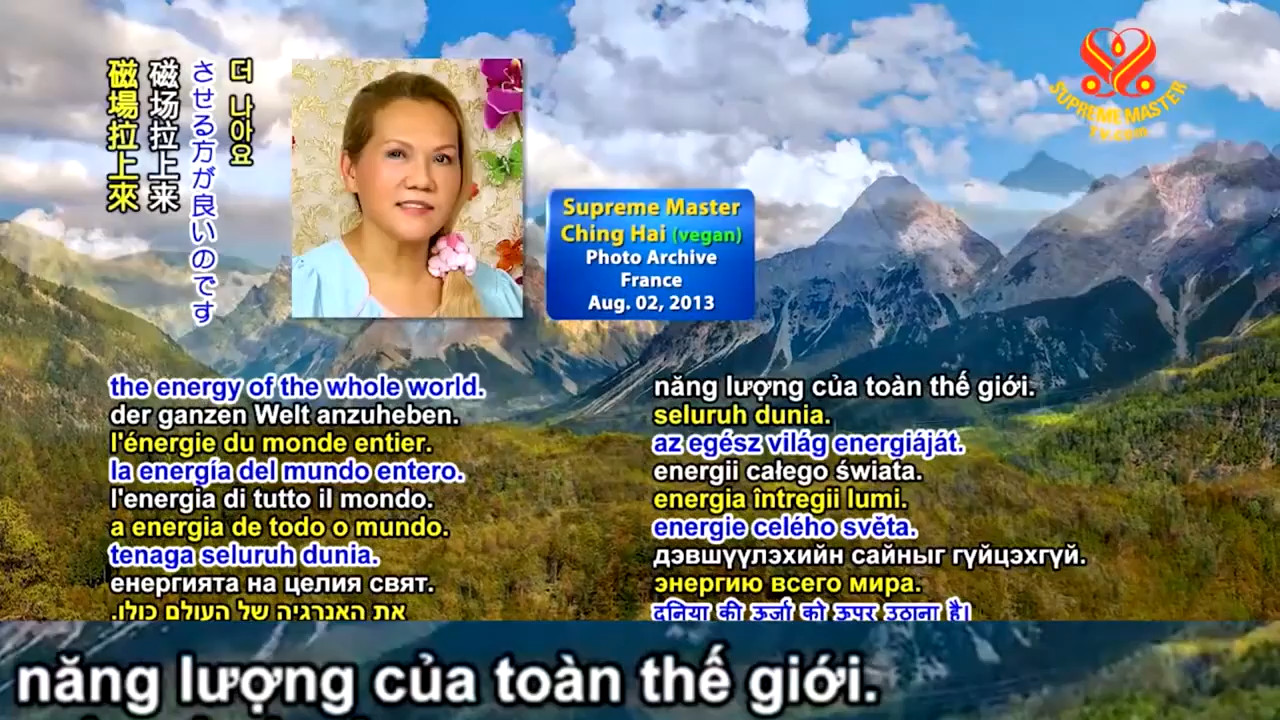 磁場拉上來
磁场拉上来
させる方が良いのです
더 나아요
SUPREME MASTER
TV.com
Supreme Master
Ching Hai (vegan)
Photo Archive
France
Aug. 02, 2013
the energy of the whole world.
der ganzen Welt anzuheben.
l'énergie du monde entier.
la energía del mundo entero.
l'energia di tutto il mondo.
a energia de todo o mundo.
tenaga seluruh dunia.
енергията на целия свят.
את האנרגיה של העולם כולו.
năng lượng của toàn thế giới.
seluruh dunia.
az egész világ energiáját.
energii całego świata.
energia întregii lumi.
energie celého světa.
дэвшүүлэхийн сайныг гүйцэхгүй.
энергию всего мира.
दुनिया की ऊर्जा को ऊपर उठाना है।
năng lượng của toàn thế giới.